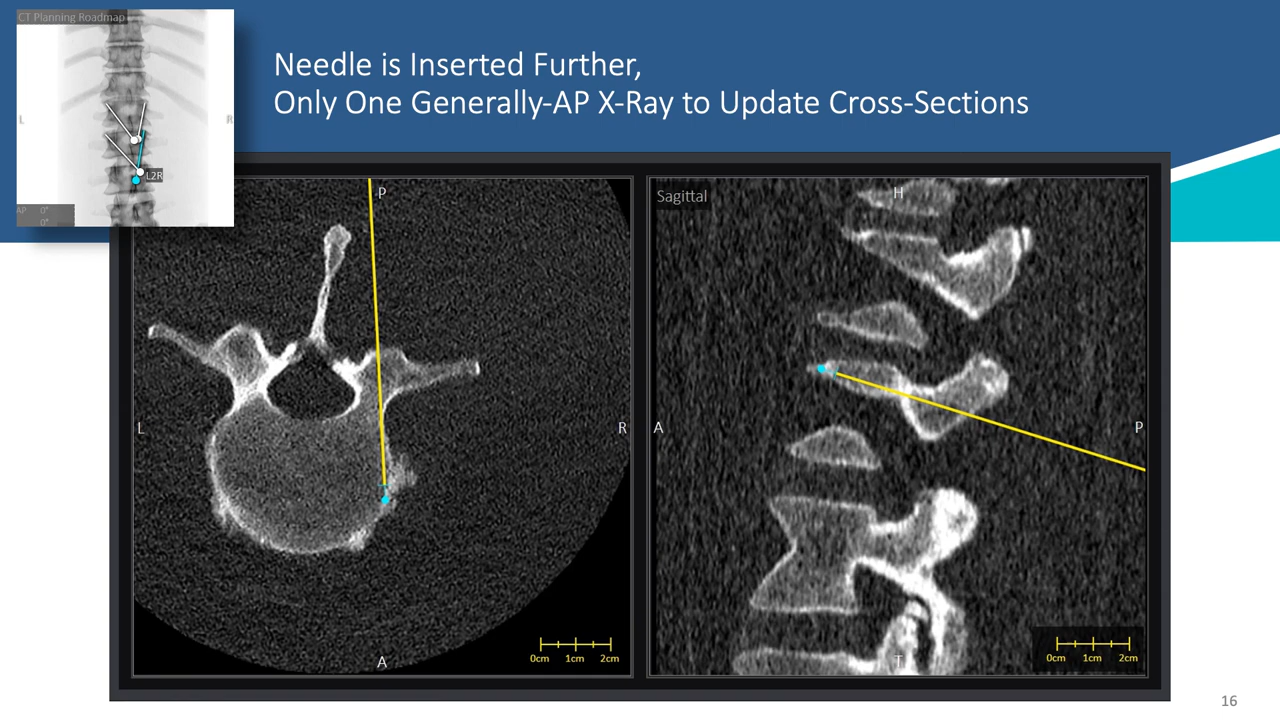 CT Planning Roadmap
Needle is Inserted Further,
Only One Generally-AP X-Ray to Update Cross-Sections
L
R
L2R
AP 0°
0°
P
L
R
A
0cm 1cm 2cm
Sagittal
H
A
P
T
0cm 1cm 2cm
16